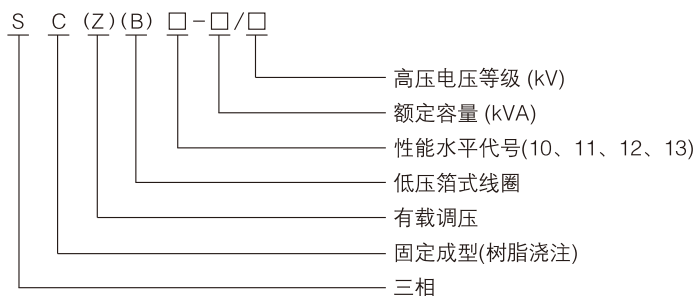 S C (Z)(B)□-□/□
高压电压等级 (kV)
额定容量 (kVA)
性能水平代号(10、11、12、13)
低压箔式线圈
有载调压
固定成型(树脂浇注)
三相